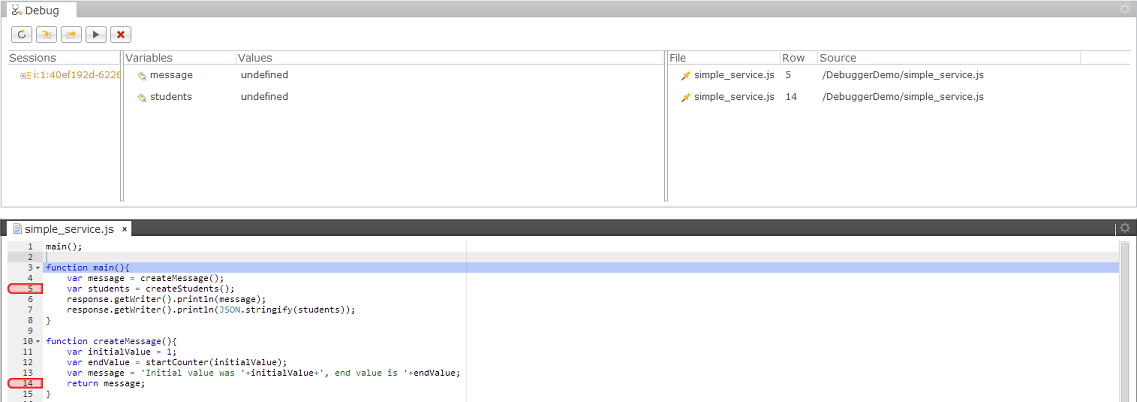 Debug
Sessions Variables Values File Row Source
i:1:40ef192d-6226 message undefined simple_service.js 5 /DebuggerDemo/simple_service.js
students undefined simple_service.js 14 /DebuggerDemo/simple_service.js
simple_service.js ×
1 main();
2
3 function main(){
4 var message = createMessage();
5 var students = createStudents();
6 response.getWriter().println(message);
7 response.getWriter().println(JSON.stringify(students));
8 }
9
10 function createMessage(){
11 var initialValue = 1;
12 var endValue = startCounter(initialValue);
13 var message = 'Initial value was '+initialValue+', end value is '+endValue;
14 return message;
15 }